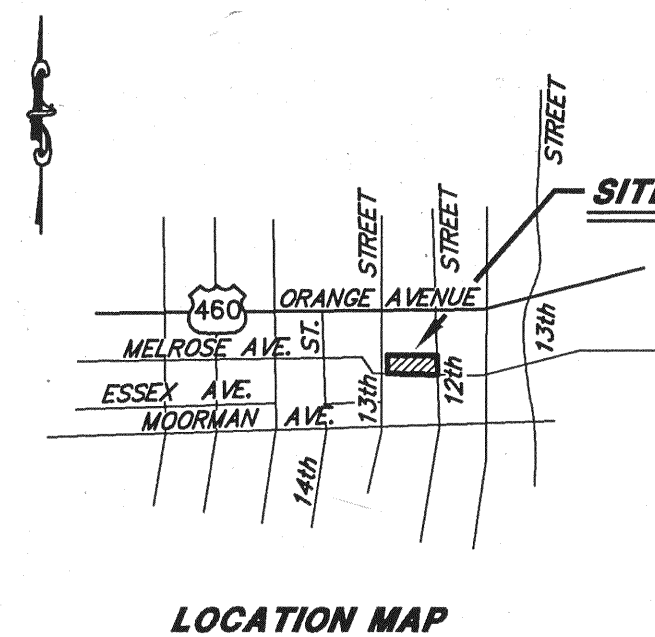 STREET
SITE
STREET
STREET
ORANGE AVENUE
460
14th ST.
13th
12th
13th
MELROSE AVE.
ESSEX AVE.
MOORMAN AVE.
LOCATION MAP